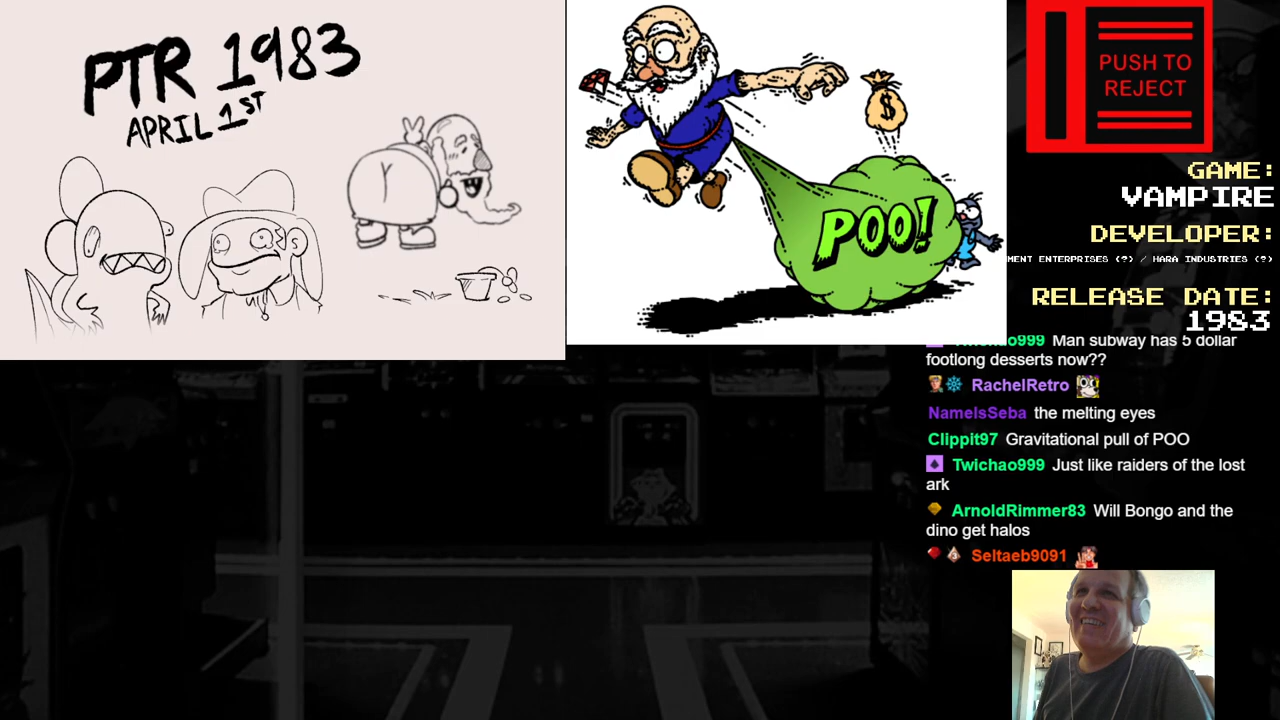 PTR 1983
APRIL 1ST
$
POO!
PUSH TO
REJECT
GAME:
VAMPIRE
DEVELOPER:
MENT ENTERPRISES (?) / HARA INDUSTRIES (?)
RELEASE DATE:
1983
Man subway has 5 dollar
footlong desserts now??
RachelRetro
NameIsSeba the melting eyes
Clippit97 Gravitational pull of POO
Twichao999 Just like raiders of the lost
ark
ArnoldRimmer83 Will Bongo and the
dino get halos
Seltaeb9091